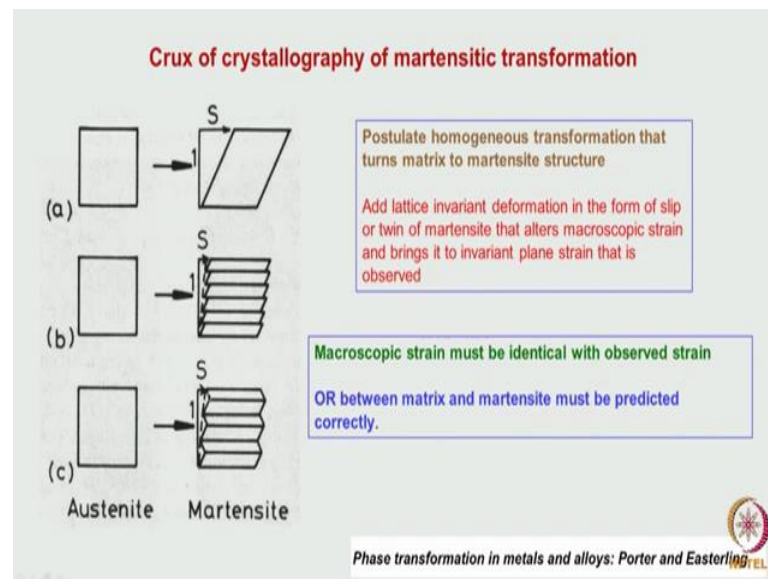 Crux of crystallography of martensitic transformation
S
1
(a)
S
1
(b)
S
1
(c)
Austenite Martensite
Postulate homogeneous transformation that
turns matrix to martensite structure
Add lattice invariant deformation in the form of slip
or twin of martensite that alters macroscopic strain
and brings it to invariant plane strain that is
observed
Macroscopic strain must be identical with observed strain
OR between matrix and martensite must be predicted
correctly.
Phase transformation in metals and alloys: Porter and Easterling
NPTEL